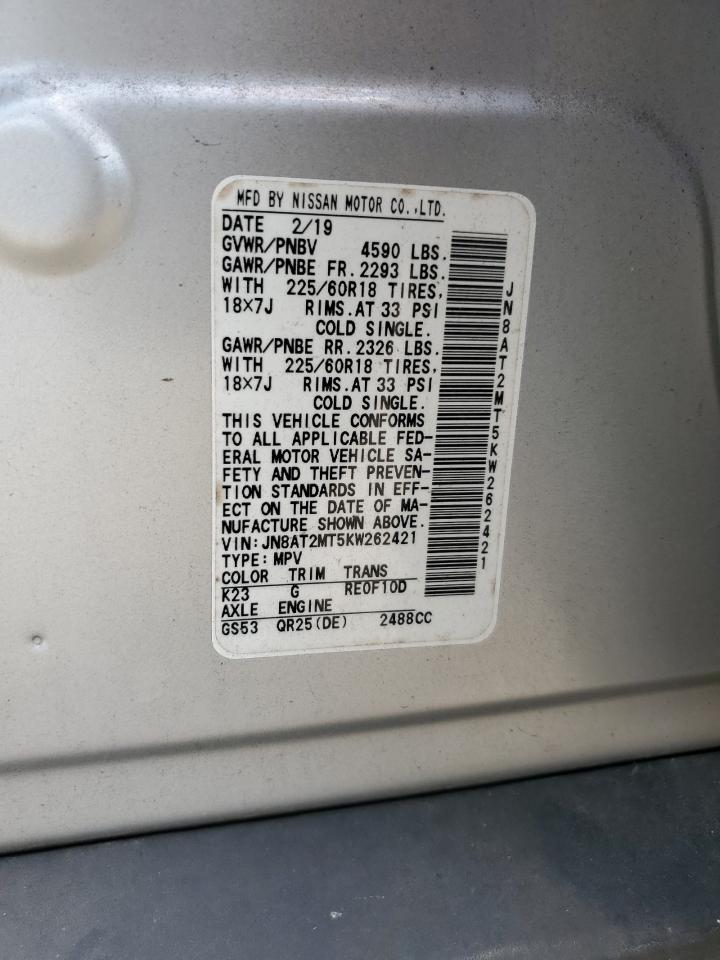 MFD BY NISSAN MOTOR CO.,LTD.
DATE 2/19
GVWR/PNBV 4590 LBS.
GAWR/PNBE FR. 2293 LBS.
WITH 225/60R18 TIRES,
18×7J RIMS. AT 33 PSI
COLD SINGLE.
GAWR/PNBE RR. 2326 LBS.
WITH 225/60R18 TIRES,
18×7J RIMS. AT 33 PSI
COLD SINGLE.
THIS VEHICLE CONFORMS
TO ALL APPLICABLE FED-
ERAL MOTOR VEHICLE SA-
FETY AND THEFT PREVEN-
TION STANDARDS IN EFF-
ECT ON THE DATE OF MA-
NUFACTURE SHOWN ABOVE.
VIN:JN8AT2MT5KW262421
TYPE:MPV
COLOR TRIM TRANS
K23 G RE0F10D
AXLE ENGINE
GS53 QR25(DE) 2488CC
JN8AT2MT5KW262421